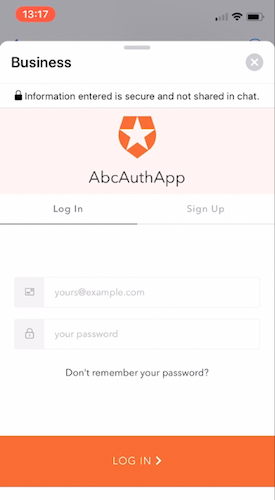 13:17
Business
Information entered is secure and not shared in chat.
AbcAuthApp
Log In
Sign Up
yours@example.com
your password
Don't remember your password?
LOG IN